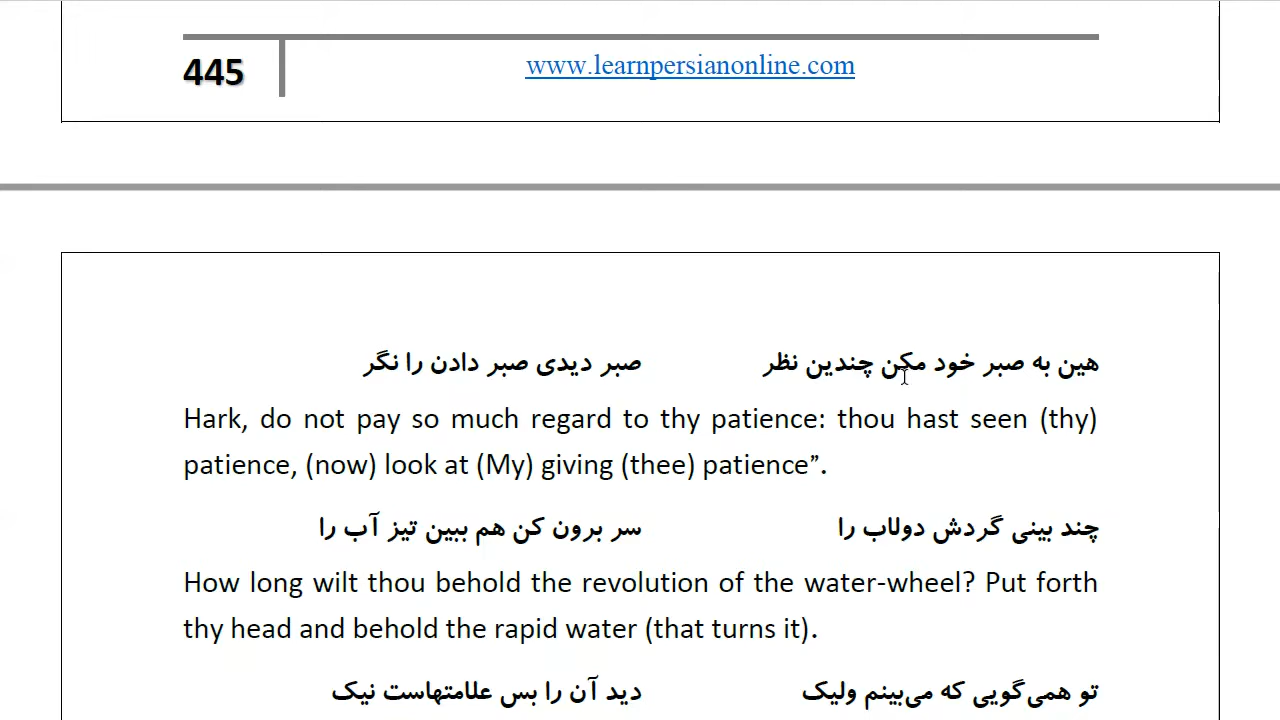 445
www.learnpersianonline.com
هین به صبر خود مکن چندین نظر صبر دیدی صبر دادن را نگر
Hark, do not pay so much regard to thy patience: thou hast seen (thy)
patience, (now) look at (My) giving (thee) patience”.
چند بینی گردش دولاب را سر برون کن هم ببین تیز آب را
How long wilt thou behold the revolution of the water-wheel? Put forth
thy head and behold the rapid water (that turns it).
تو همی‌گویی که می‌بینم ولیک دید آن را بس علامتهاست نیک